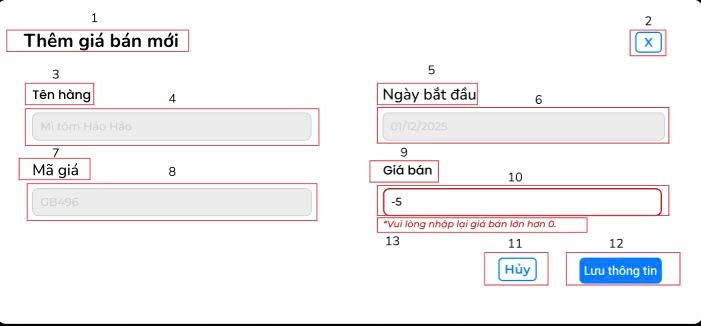 1
2
Thêm giá bán mới
X
3
5
Tên hàng
4
Ngày bắt đầu
6
Mì tôm Hảo Hảo
01/12/2025
7
9
Mã giá
8
Giá bán
10
GB496
-5
*Vui lòng nhập lại giá bán lớn hơn 0.
13
11
12
Hủy
Lưu thông tin